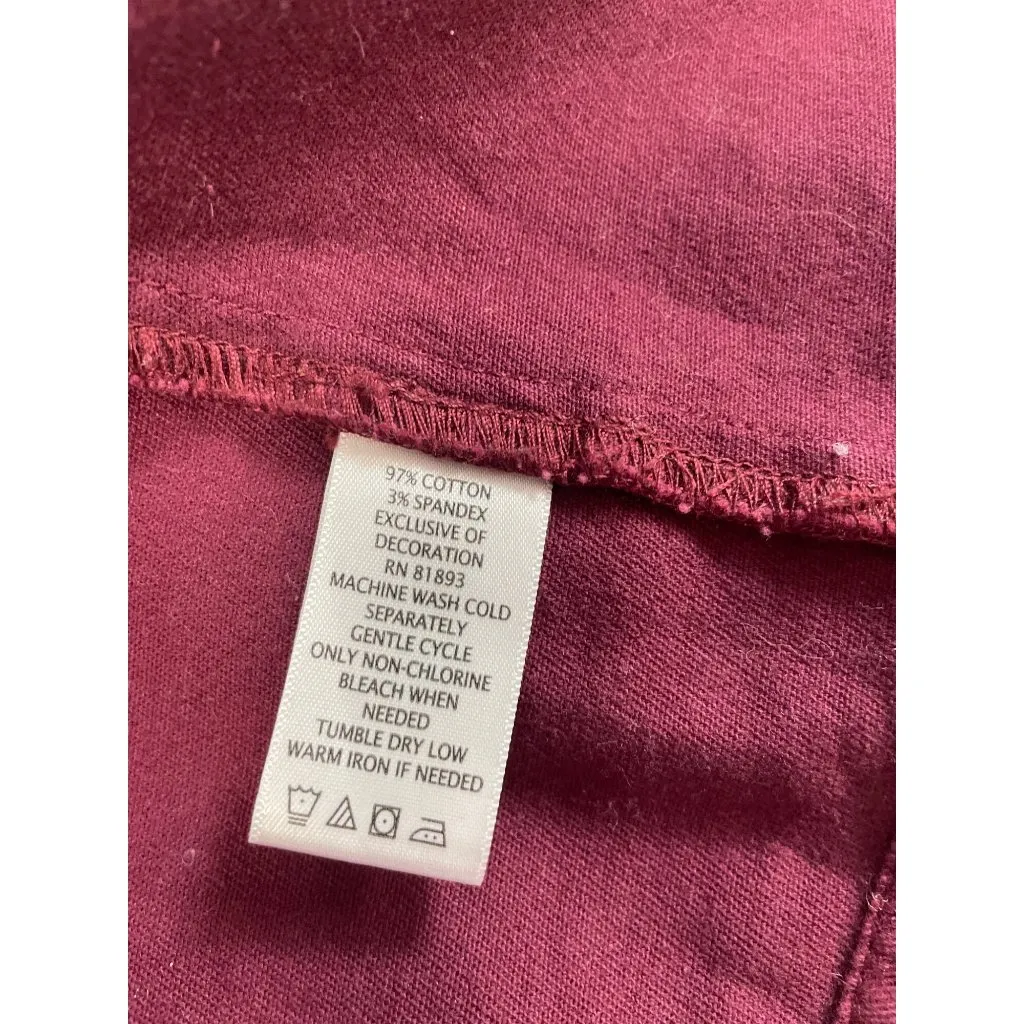 97% COTTON
3% SPANDEX
EXCLUSIVE OF
DECORATION
RN 81893
MACHINE WASH COLD
SEPARATELY
GENTLE CYCLE
ONLY NON-CHLORINE
BLEACH WHEN
NEEDED
TUMBLE DRY LOW
WARM IRON IF NEEDED